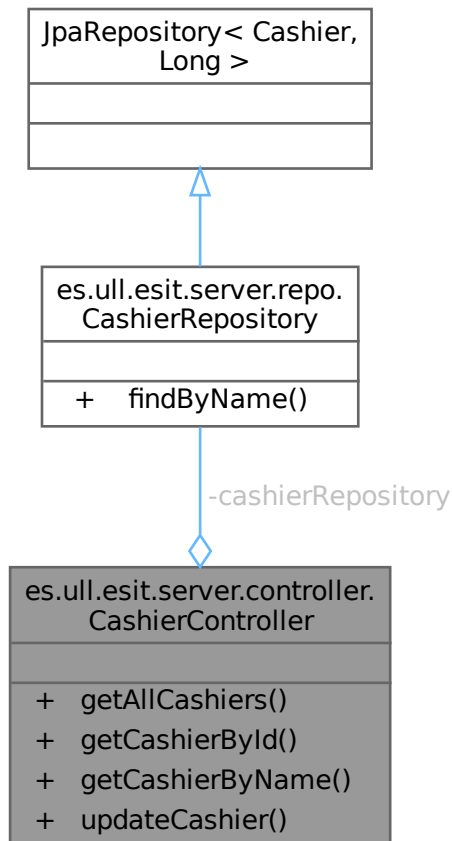 JpaRepository< Cashier,
Long >
es.ull.esit.server.repo.
CashierRepository
+ findByName()
-cashierRepository
es.ull.esit.server.controller.
CashierController
+ getAllCashiers()
+ getCashierById()
+ getCashierByName()
+ updateCashier()